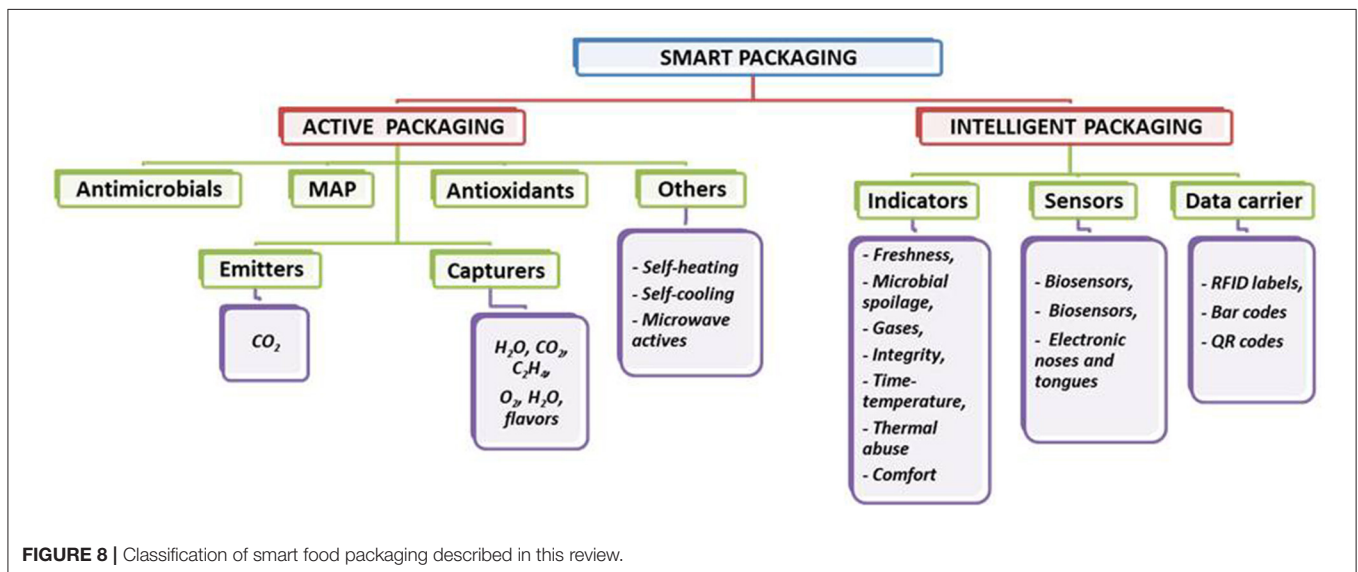 SMART PACKAGING
ACTIVE PACKAGING
INTELLIGENT PACKAGING
Antimicrobials
MAP
Antioxidants
Others
- Self-heating
- Self-cooling
- Microwave
actives
Emitters
CO₂
Capturers
H₂O, CO₂,
C₂H₄,
O₂, H₂O,
flavors
Indicators
- Freshness,
- Microbial
spoilage,
- Gases,
- Integrity,
- Time-
temperature,
- Thermal
abuse
- Comfort
Sensors
- Biosensors,
- Biosensors,
- Electronic
noses and
tongues
Data carrier
- RFID labels,
- Bar codes
- QR codes
FIGURE 8 | Classification of smart food packaging described in this review.